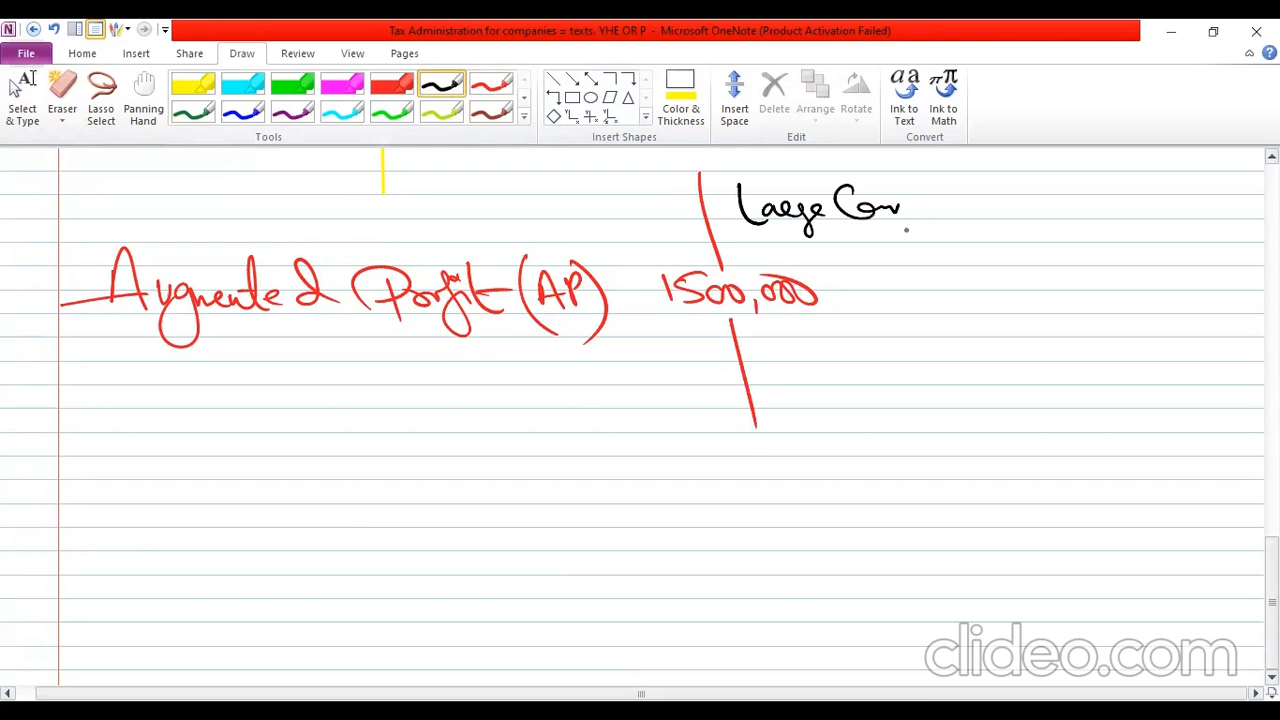 Tax Administration for companies = texts. YHE OR P - Microsoft OneNote (Product Activation Failed)
File Home Insert Share Draw Review View Pages
Select & Type
Eraser
Lasso Select
Panning Hand
Tools
Insert Shapes
Color & Thickness
Insert Space
Delete
Arrange
Rotate
Edit
Ink to Text
Ink to Math
Convert
Large Com
Augmented Profit (AP) 1500,000
clideo.com